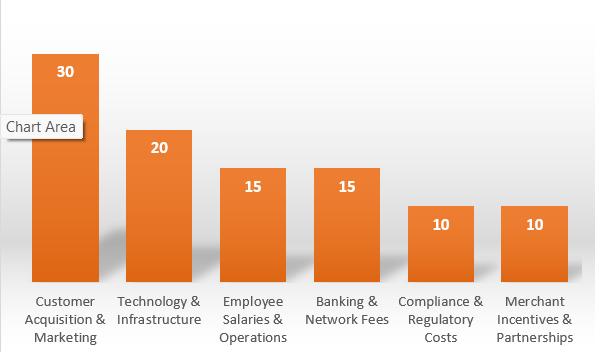 30
Chart Area
20
15
15
10
10
Customer
Acquisition &
Marketing
Technology &
Infrastructure
Employee
Salaries &
Operations
Banking &
Network Fees
Compliance &
Regulatory
Costs
Merchant
Incentives &
Partnerships